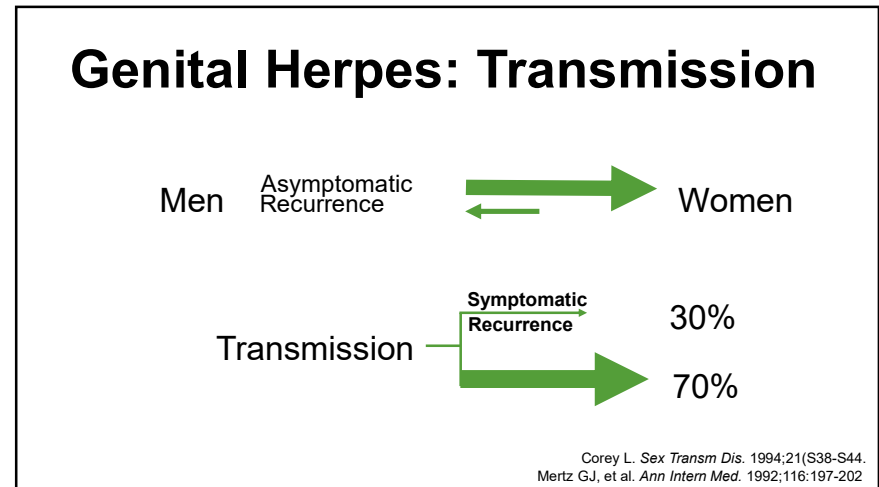 Genital Herpes: Transmission
Men
Asymptomatic
Recurrence
Women
Transmission
Symptomatic
Recurrence
30%
70%
Corey L. Sex Transm Dis. 1994;21(S38-S44.
Mertz GJ, et al. Ann Intern Med. 1992;116:197-202